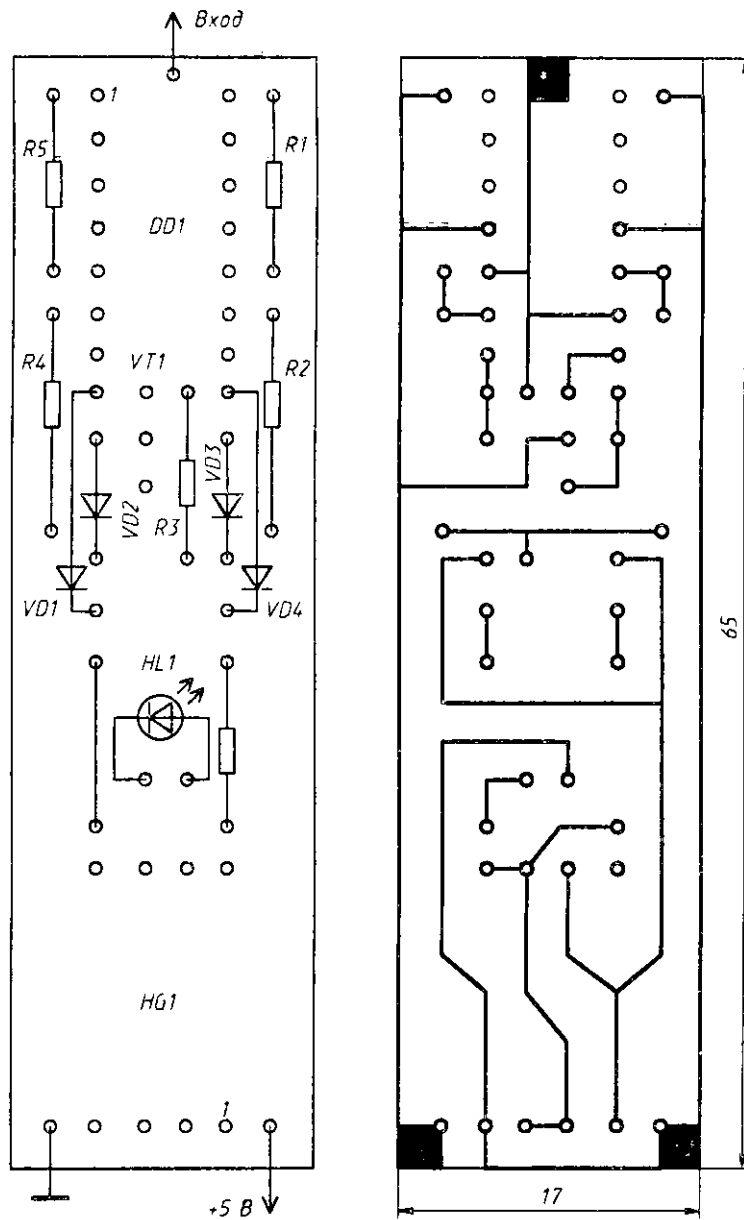 Вход
1
R5
R1
DD1
R4
VT1
R2
VD3
VD2
R3
VD1
VD4
HL1
HG1
1
+5 В
65
17